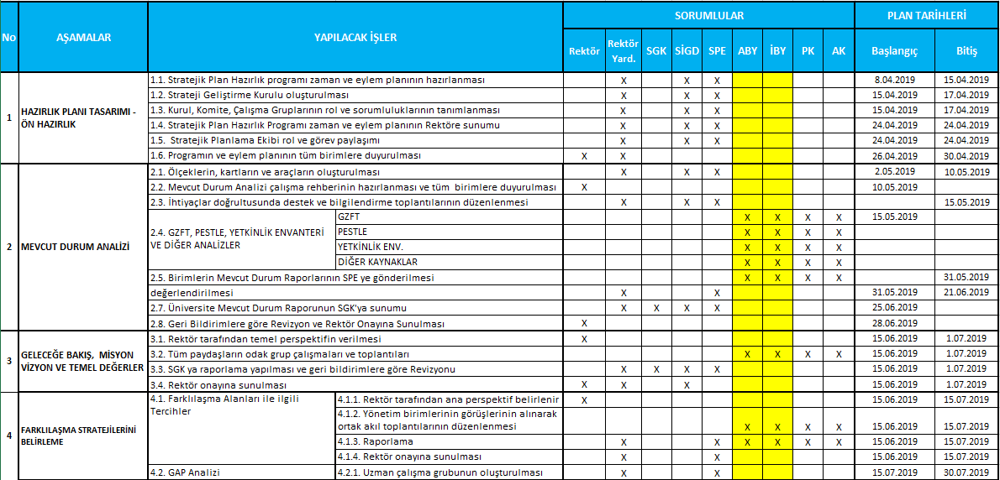 No AŞAMALAR YAPILACAK İŞLER SORUMLULAR PLAN TARİHLERİ
Rektör Rektör Yard. SGK SİGD SPE ABY İBY PK AK Başlangıç Bitiş
1 HAZIRLIK PLANI TASARIMI - ÖN HAZIRLIK
1.1. Stratejik Plan Hazırlık programı zaman ve eylem planının hazırlanması X X X 8.04.2019 15.04.2019
1.2. Strateji Geliştirme Kurulu oluşturulması X X X 15.04.2019 17.04.2019
1.3. Kurul, Komite, Çalışma Gruplarının rol ve sorumluluklarının tanımlanması X X X 15.04.2019 17.04.2019
1.4. Stratejik Plan Hazırlık Programı zaman ve eylem planının Rektöre sunumu X X X 24.04.2019 24.04.2019
1.5. Stratejik Planlama Ekibi rol ve görev paylaşımı X X X 24.04.2019 24.04.2019
1.6. Programın ve eylem planının tüm birimlere duyurulması X X 26.04.2019 30.04.2019
2 MEVCUT DURUM ANALİZİ
2.1. Ölçeklerin, kartların ve araçların oluşturulması X X X 2.05.2019 10.05.2019
2.2. Mevcut Durum Analizi çalışma rehberinin hazırlanması ve tüm birimlere duyurulması X 10.05.2019
2.3. İhtiyaçlar doğrultusunda destek ve bilgilendirme toplantılarının düzenlenmesi X X X 15.05.2019
2.4. GZFT, PESTLE, YETKİNLİK ENVANTERİ
VE DİĞER ANALİZLER
GZFT X X X X 15.05.2019
PESTLE X X X X
YETKİNLİK ENV. X X X X
DİĞER KAYNAKLAR X X X X
2.5. Birimlerin Mevcut Durum Raporlarının SPE ye gönderilmesi X X X X 31.05.2019
değerlendirilmesi X X 31.05.2019 21.06.2019
2.7. Üniversite Mevcut Durum Raporunun SGK'ya sunumu X X X X 25.06.2019
2.8. Geri Bildirimlere göre Revizyon ve Rektör Onayına Sunulması X 28.06.2019
3 GELECEĞE BAKIŞ, MİSYON
VİZYON VE TEMEL DEĞERLER
3.1. Rektör tarafından temel perspektifin verilmesi X 15.06.2019 1.07.2019
3.2. Tüm paydaşların odak grup çalışmaları ve toplantıları X X X X 15.06.2019 1.07.2019
3.3. SGK ya raporlama yapılması ve geri bildirimlere göre Revizyonu X X X X 15.06.2019 1.07.2019
3.4. Rektör onayına sunulması X X X 15.06.2019 1.07.2019
4 FARKLILAŞMA STRATEJİLERİNİ
BELİRLEME
4.1. Farklılaşma Alanları ile ilgili
Tercihler
4.1.1. Rektör tarafından ana perspektif belirlenir X 15.06.2019 15.07.2019
4.1.2. Yönetim birimlerinin görüşlerinin alınarak
ortak akıl toplantılarının düzenlenmesi X X X X 15.06.2019 15.07.2019
4.1.3. Raporlama X X X X X X 15.06.2019 15.07.2019
4.1.4. Rektör onayına sunulması X X 15.06.2019 15.07.2019
4.2. GAP Analizi 4.2.1. Uzman çalışma grubunun oluşturulması X X 15.07.2019 30.07.2019